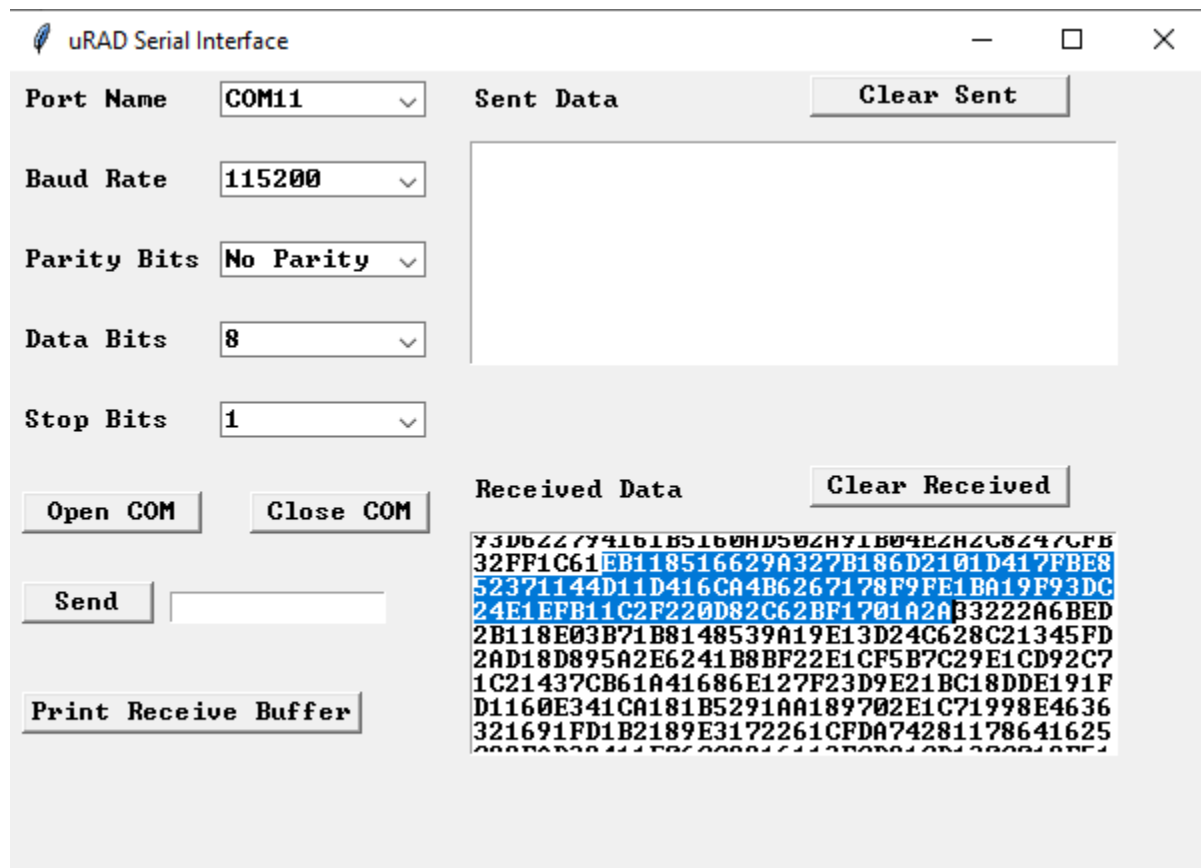 uRAD Serial Interface
Port Name COM11
Sent Data
Clear Sent
Baud Rate 115200
Parity Bits No Parity
Data Bits 8
Stop Bits 1
Open COM
Close COM
Send
Print Receive Buffer
Received Data
Clear Received
93D622794161B5160AD502A91B04E2A2C8247CFB
32FF1C61EB118516629A327B186D2101D417FBE8
52371144D11D416CA4B6267178F9FE1BA19F93DC
24E1EFB11C2F220D82C62BF1701A2AB3222A6BED
2B118E03B71B8148539A19E13D24C628C21345FD
2AD18D895A2E6241B8BF22E1CF5B7C29E1CD92C7
1C21437CB61A41686E127F23D9E21BC18DDE191F
D1160E341CA181B5291AA189702E1C71998E4636
321691FD1B2189E3172261CFDA74281178641625